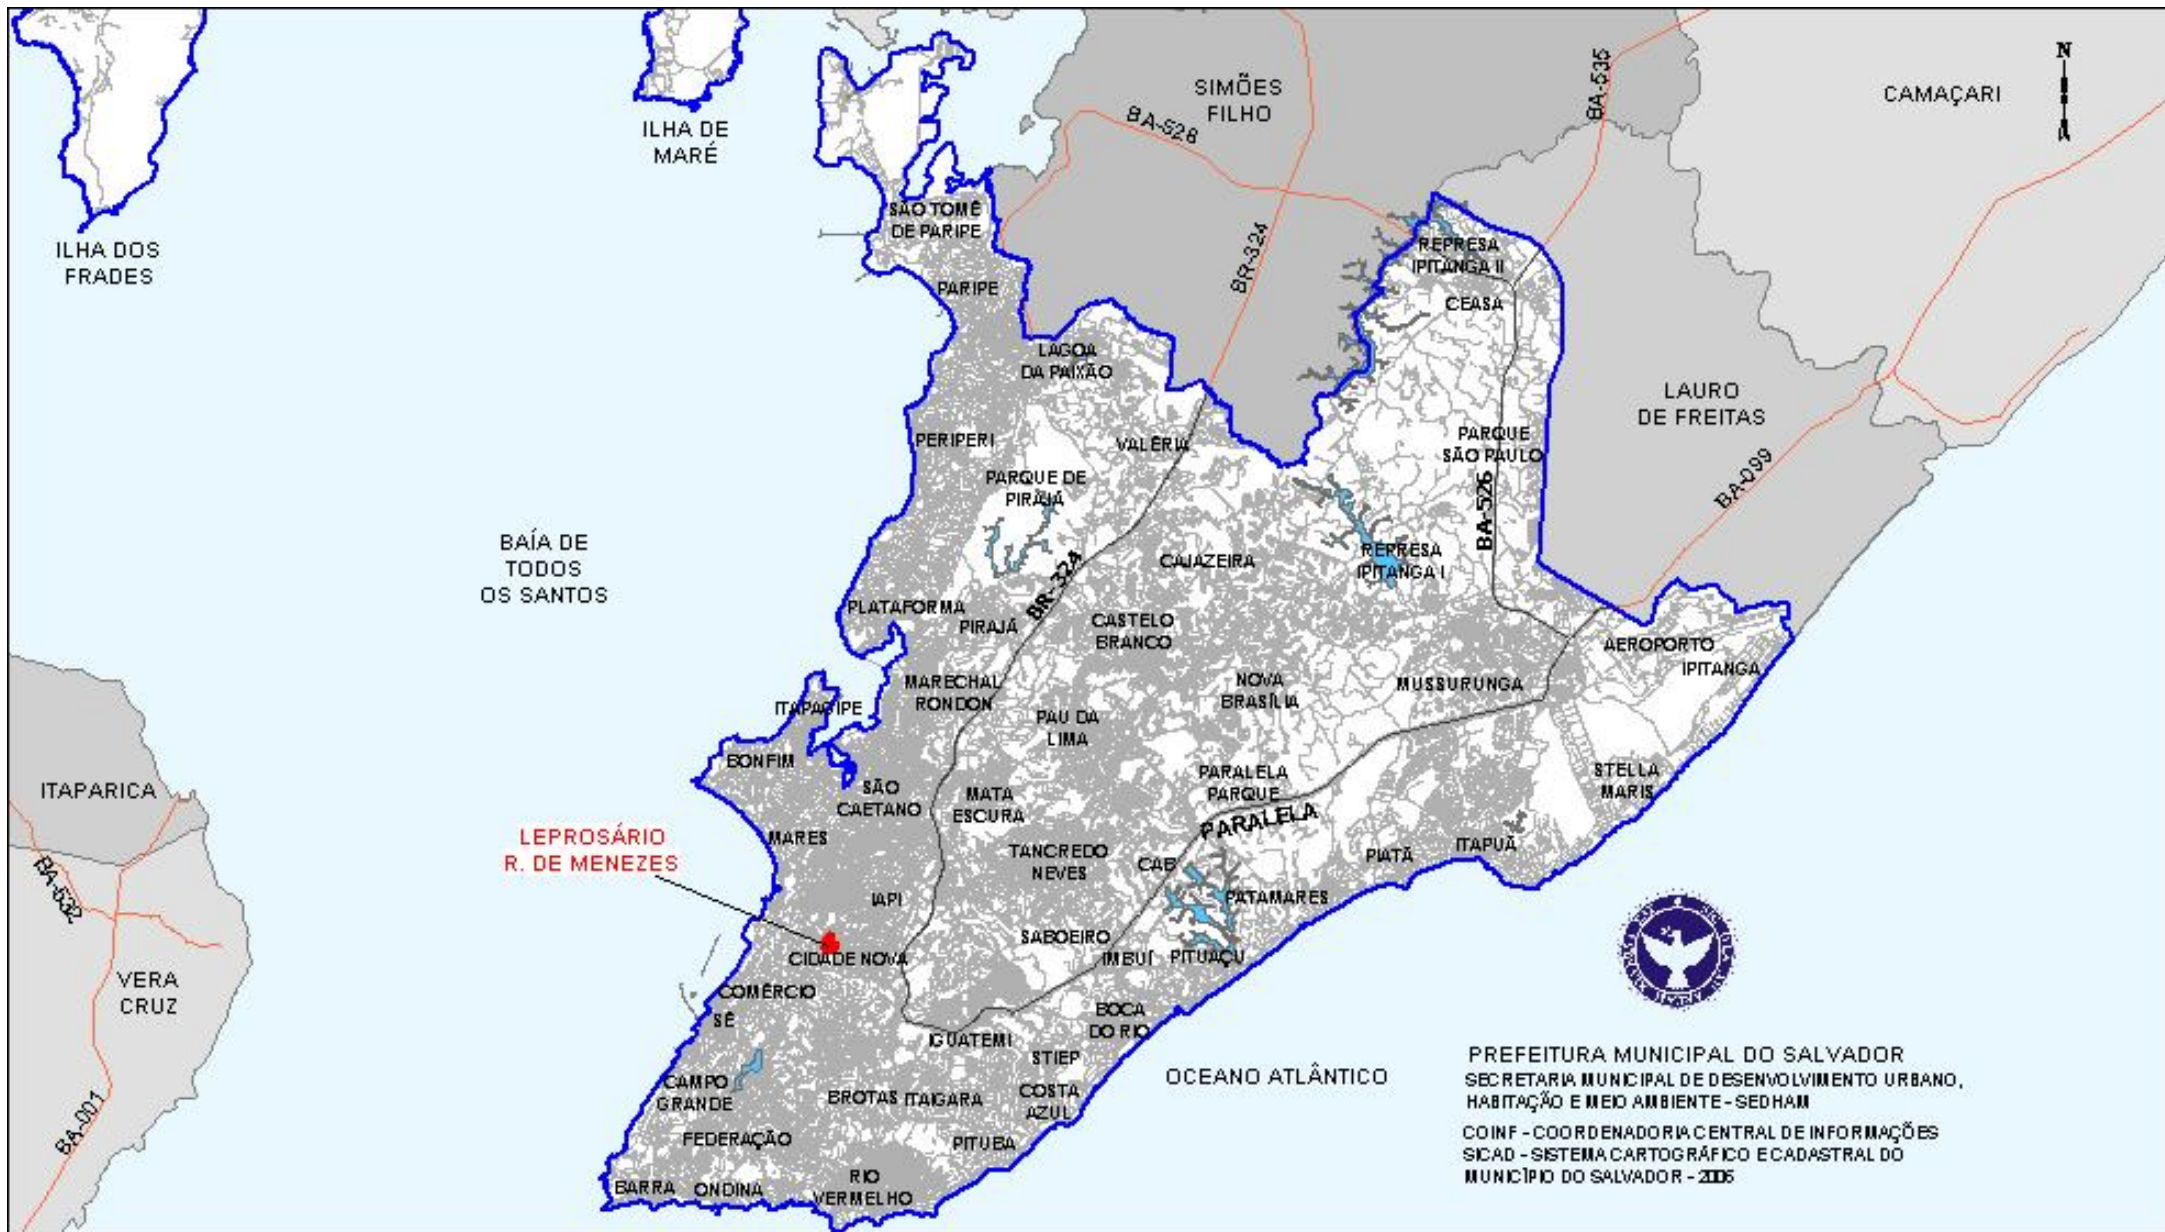 N
CAMAÇARI
SIMÕES
FILHO
BA-535
BA-526
BR-324
ILHA DE
MARÉ
ILHA DOS
FRADES
SÃO TOMÉ
DE PARIPE
PARIPE
REPRESA
IPITANGA II
CEASA
LAGOA
DA PAIXÃO
LAURO
DE FREITAS
PERIPERI
VALÉRIA
PARQUE
SÃO PAULO
PARQUE DE
PIRAJÁ
BA-099
BA-526
BAÍA DE
TODOS
OS SANTOS
CAJAZEIRA
REPRESA
IPITANGA I
BR-324
PLATAFORMA
PIRAJÁ
CASTELO
BRANCO
AEROPORTO
IPITANGA
MARECHAL
RONDON
NOVA
BRASÍLIA
MUSSURUNGA
ITAPAGIPE
PAU DA
LIMA
BONFIM
PARALELA
PARQUE
STELLA
MARIS
ITAPARICA
SÃO
CAETANO
MATA
ESCURA
PARALELA
LEPROSÁRIO
R. DE MENEZES
MARES
TANCREDO
NEVES
CAB
PIATÃ
ITAPUÃ
BA-532
IAPI
PATAMARES
SABOEIRO
CIDADE NOVA
IMBUÍ
PITUAÇU
VERA
CRUZ
COMÉRCIO
SÉ
BOCA
DO RIO
IGUATEMI
STIEP
OCEANO ATLÂNTICO
CAMPO
GRANDE
BROTAS
ITAIGARA
COSTA
AZUL
BA-001
FEDERAÇÃO
PITUBA
BARRA
ONDINA
RIO
VERMELHO
PREFEITURA MUNICIPAL DO SALVADOR
SECRETARIA MUNICIPAL DE DESENVOLVIMENTO URBANO,
HABITAÇÃO E MEIO AMBIENTE - SEDHAM
COINF - COORDENADORIA CENTRAL DE INFORMAÇÕES
SICAD - SISTEMA CARTOGRÁFICO E CADASTRAL DO
MUNICÍPIO DO SALVADOR - 2006